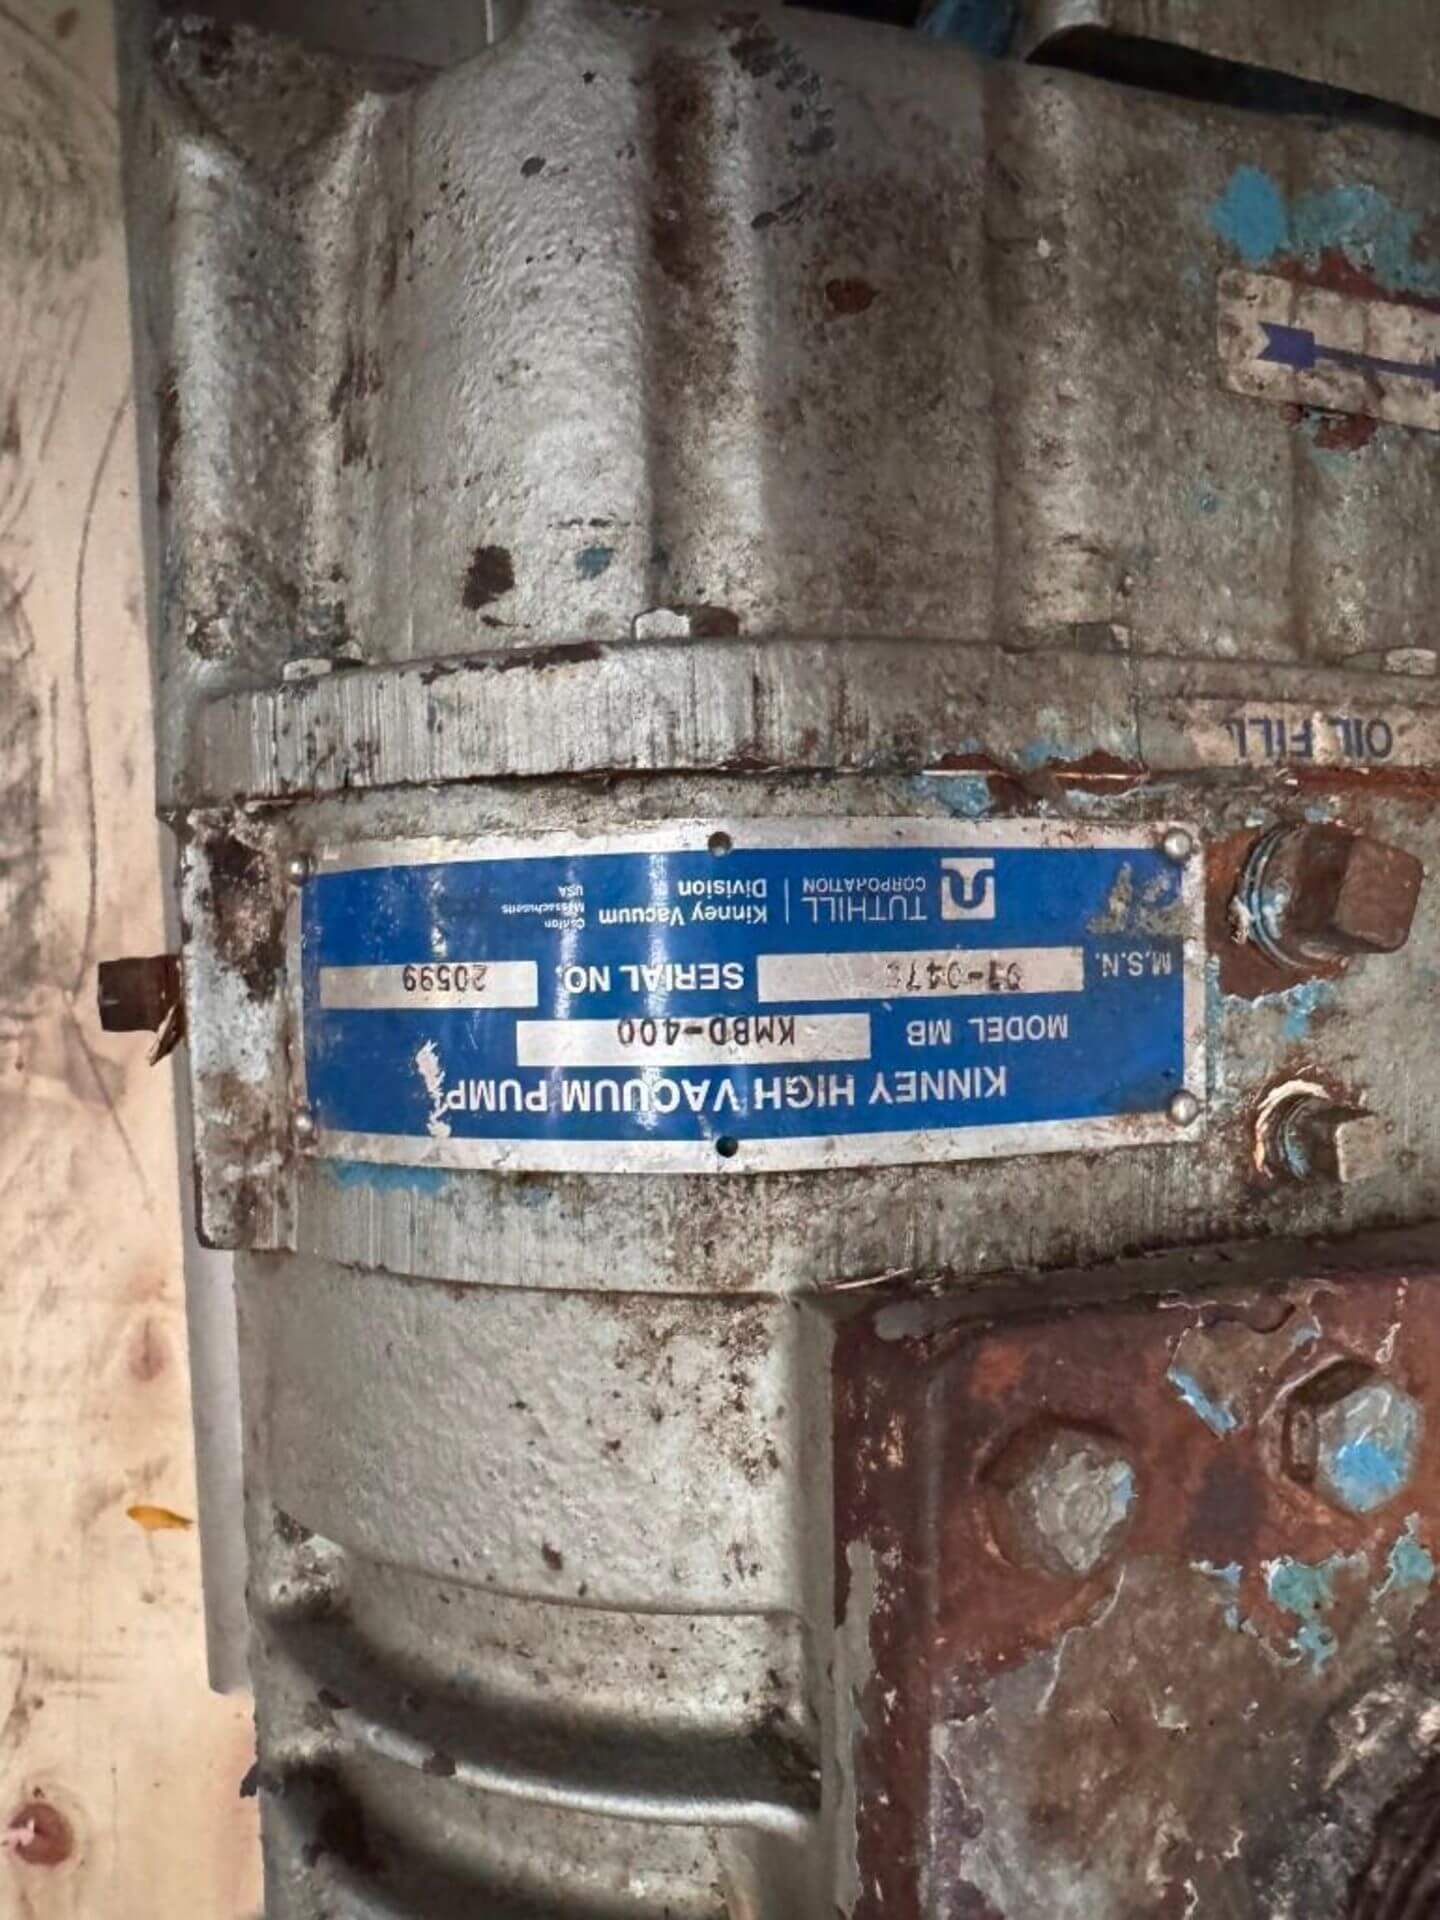 KINNEY HIGH VACUUM PUMP
MODEL MB KMBD-400
M.S.N. SERIAL NO. 20599
TUTHILL CORPORATION
Kinney Vacuum Division
Canton
Massachusetts
USA
OIL FILL